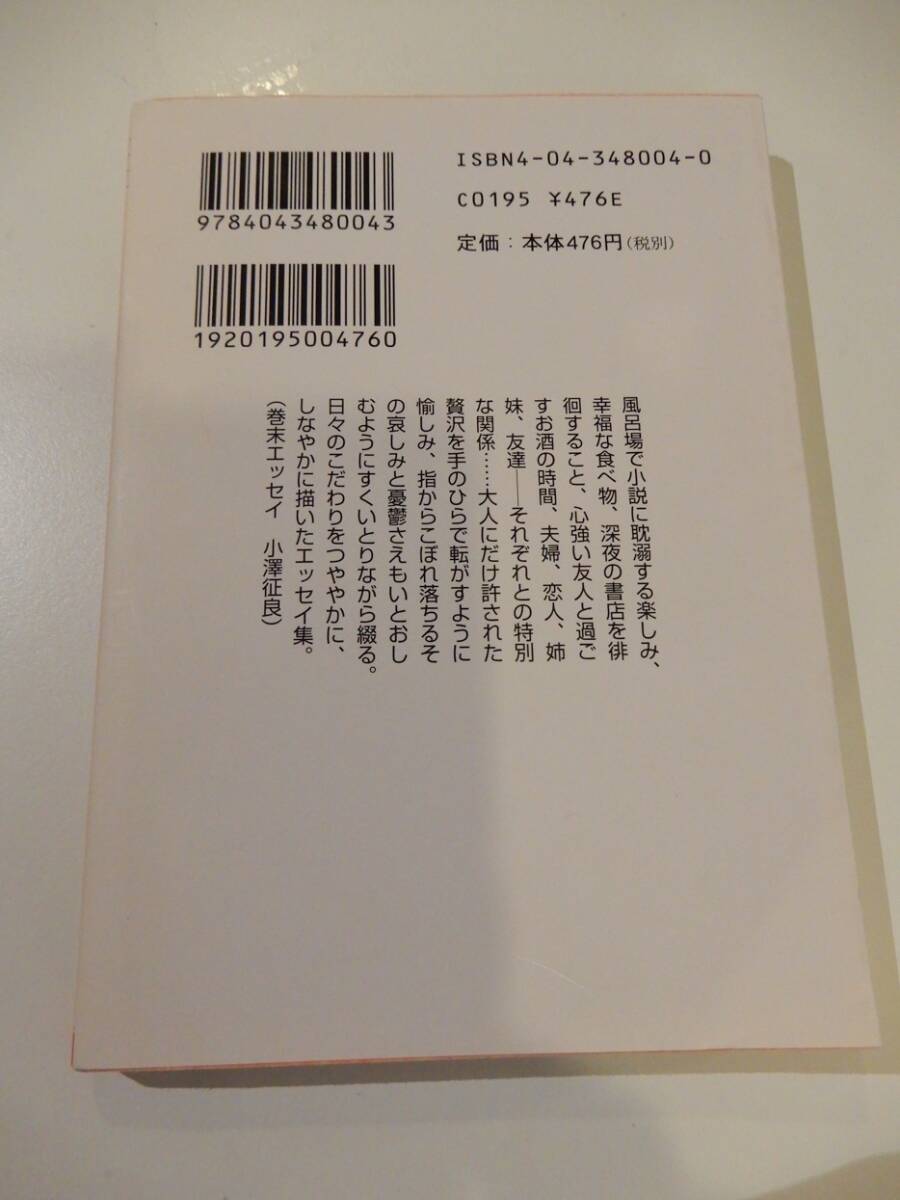 9784043480043
1920195004760
ISBN4-04-348004-0
C0195 ¥476E
定価：本体476円（税別）
風呂場で小説に耽溺する楽しみ、
幸福な食べ物、深夜の書店を徘
徊すること、心強い友人と過ご
すお酒の時間、夫婦、恋人、姉
妹、友達――それぞれとの特別
な関係……大人にだけ許された
贅沢を手のひらで転がすように
愉しみ、指からこぼれ落ちるそ
の哀しみと憂鬱さえもいとおし
むようにすくいとりながら綴る。
日々のこだわりをつややかに、
しなやかに描いたエッセイ集。
（巻末エッセイ　小澤征良）